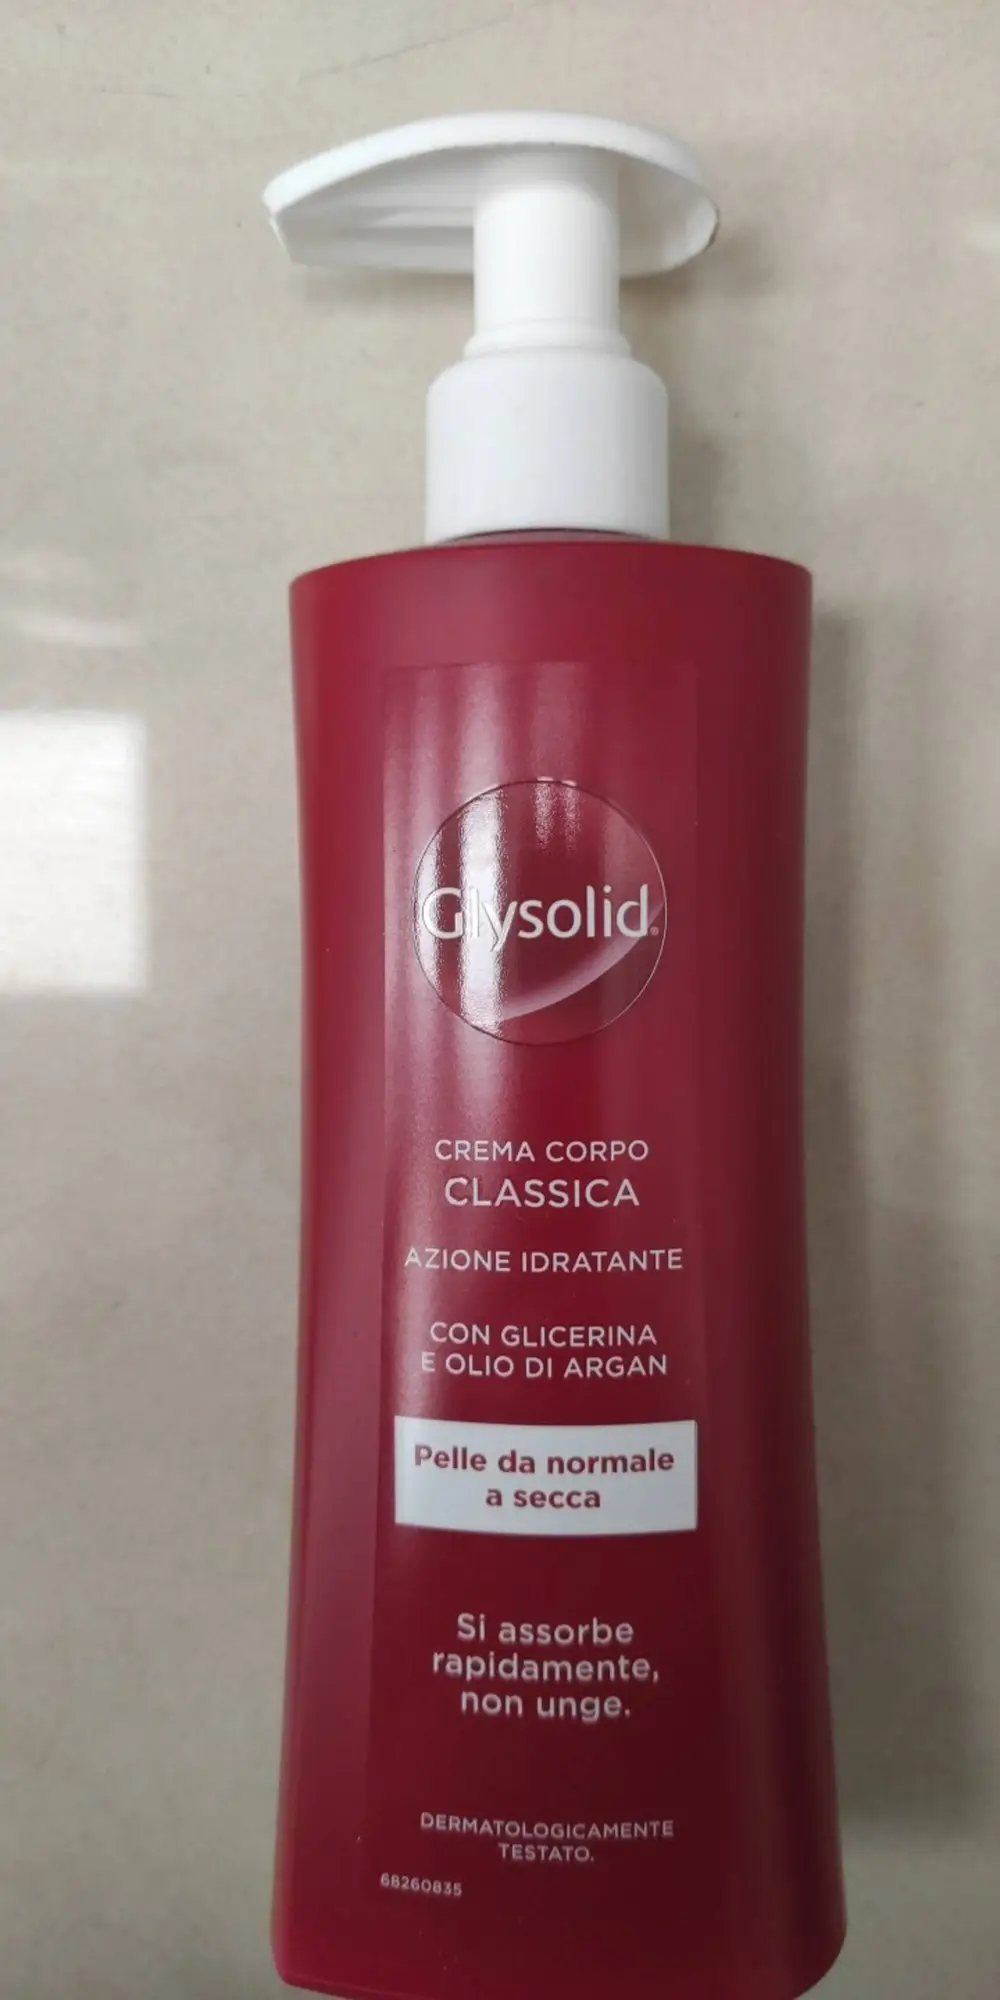 Glysolid®
CREMA CORPO
CLASSICA
AZIONE IDRATANTE
CON GLICERINA
E OLIO DI ARGAN
Pelle da normale
a secca
Si assorbe
rapidamente,
non unge.
DERMATOLOGICAMENTE
TESTATO.
68260835